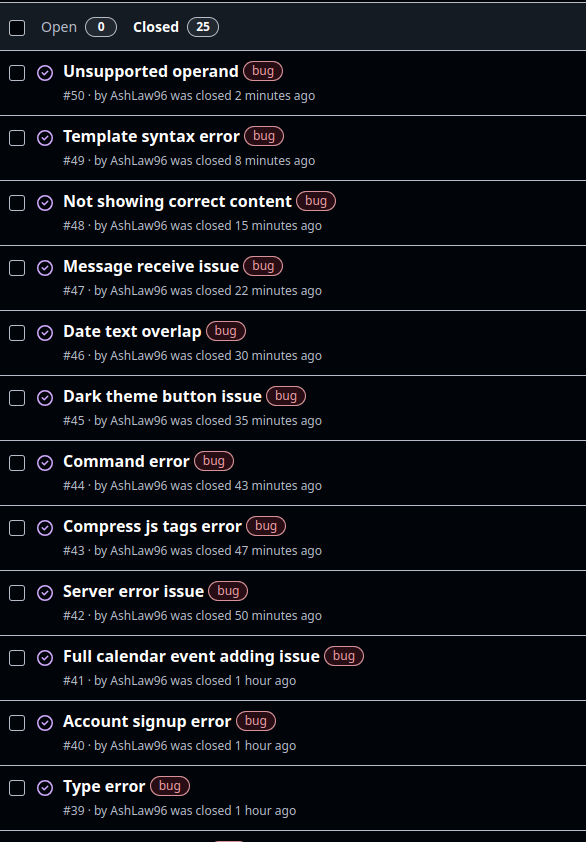 Open 0 Closed 25
Unsupported operand bug
#50 · by AshLaw96 was closed 2 minutes ago
Template syntax error bug
#49 · by AshLaw96 was closed 8 minutes ago
Not showing correct content bug
#48 · by AshLaw96 was closed 15 minutes ago
Message receive issue bug
#47 · by AshLaw96 was closed 22 minutes ago
Date text overlap bug
#46 · by AshLaw96 was closed 30 minutes ago
Dark theme button issue bug
#45 · by AshLaw96 was closed 35 minutes ago
Command error bug
#44 · by AshLaw96 was closed 43 minutes ago
Compress js tags error bug
#43 · by AshLaw96 was closed 47 minutes ago
Server error issue bug
#42 · by AshLaw96 was closed 50 minutes ago
Full calendar event adding issue bug
#41 · by AshLaw96 was closed 1 hour ago
Account signup error bug
#40 · by AshLaw96 was closed 1 hour ago
Type error bug
#39 · by AshLaw96 was closed 1 hour ago